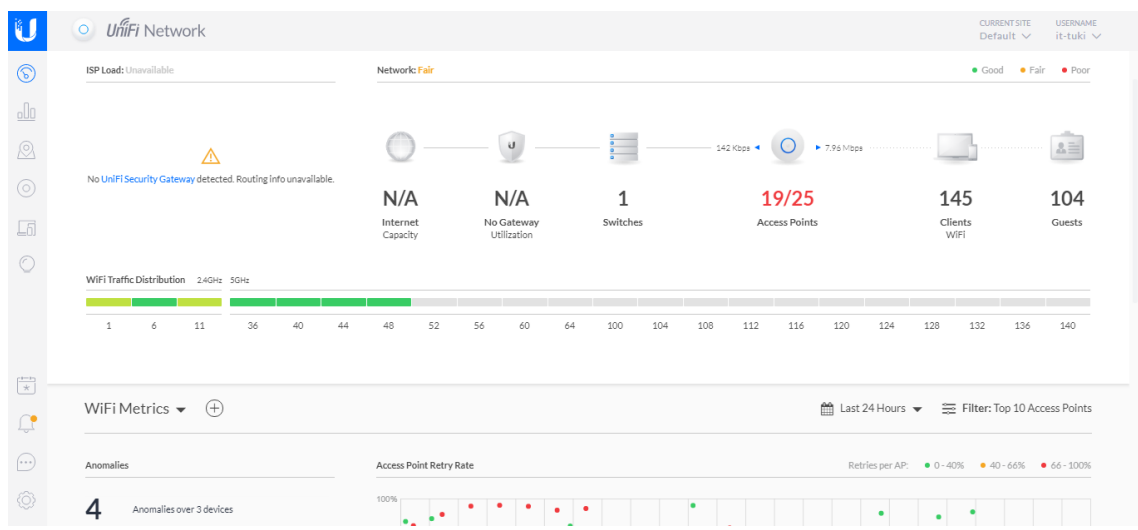 UniFi Network
CURRENT SITE
Default
USERNAME
it-tuki
ISP Load: Unavailable
Network: Fair
Good Fair Poor
No UniFi Security Gateway detected. Routing info unavailable.
142 Kbps 7.96 Mbps
N/A
Internet
Capacity
N/A
No Gateway
Utilization
1
Switches
19/25
Access Points
145
Clients
WiFi
104
Guests
WiFi Traffic Distribution 2.4GHz 5GHz
1 6 11 36 40 44 48 52 56 60 64 100 104 108 112 116 120 124 128 132 136 140
WiFi Metrics
Last 24 Hours
Filter: Top 10 Access Points
Anomalies
4 Anomalies over 3 devices
Access Point Retry Rate
Retries per AP: 0 - 40% 40 - 66% 66 - 100%
100%